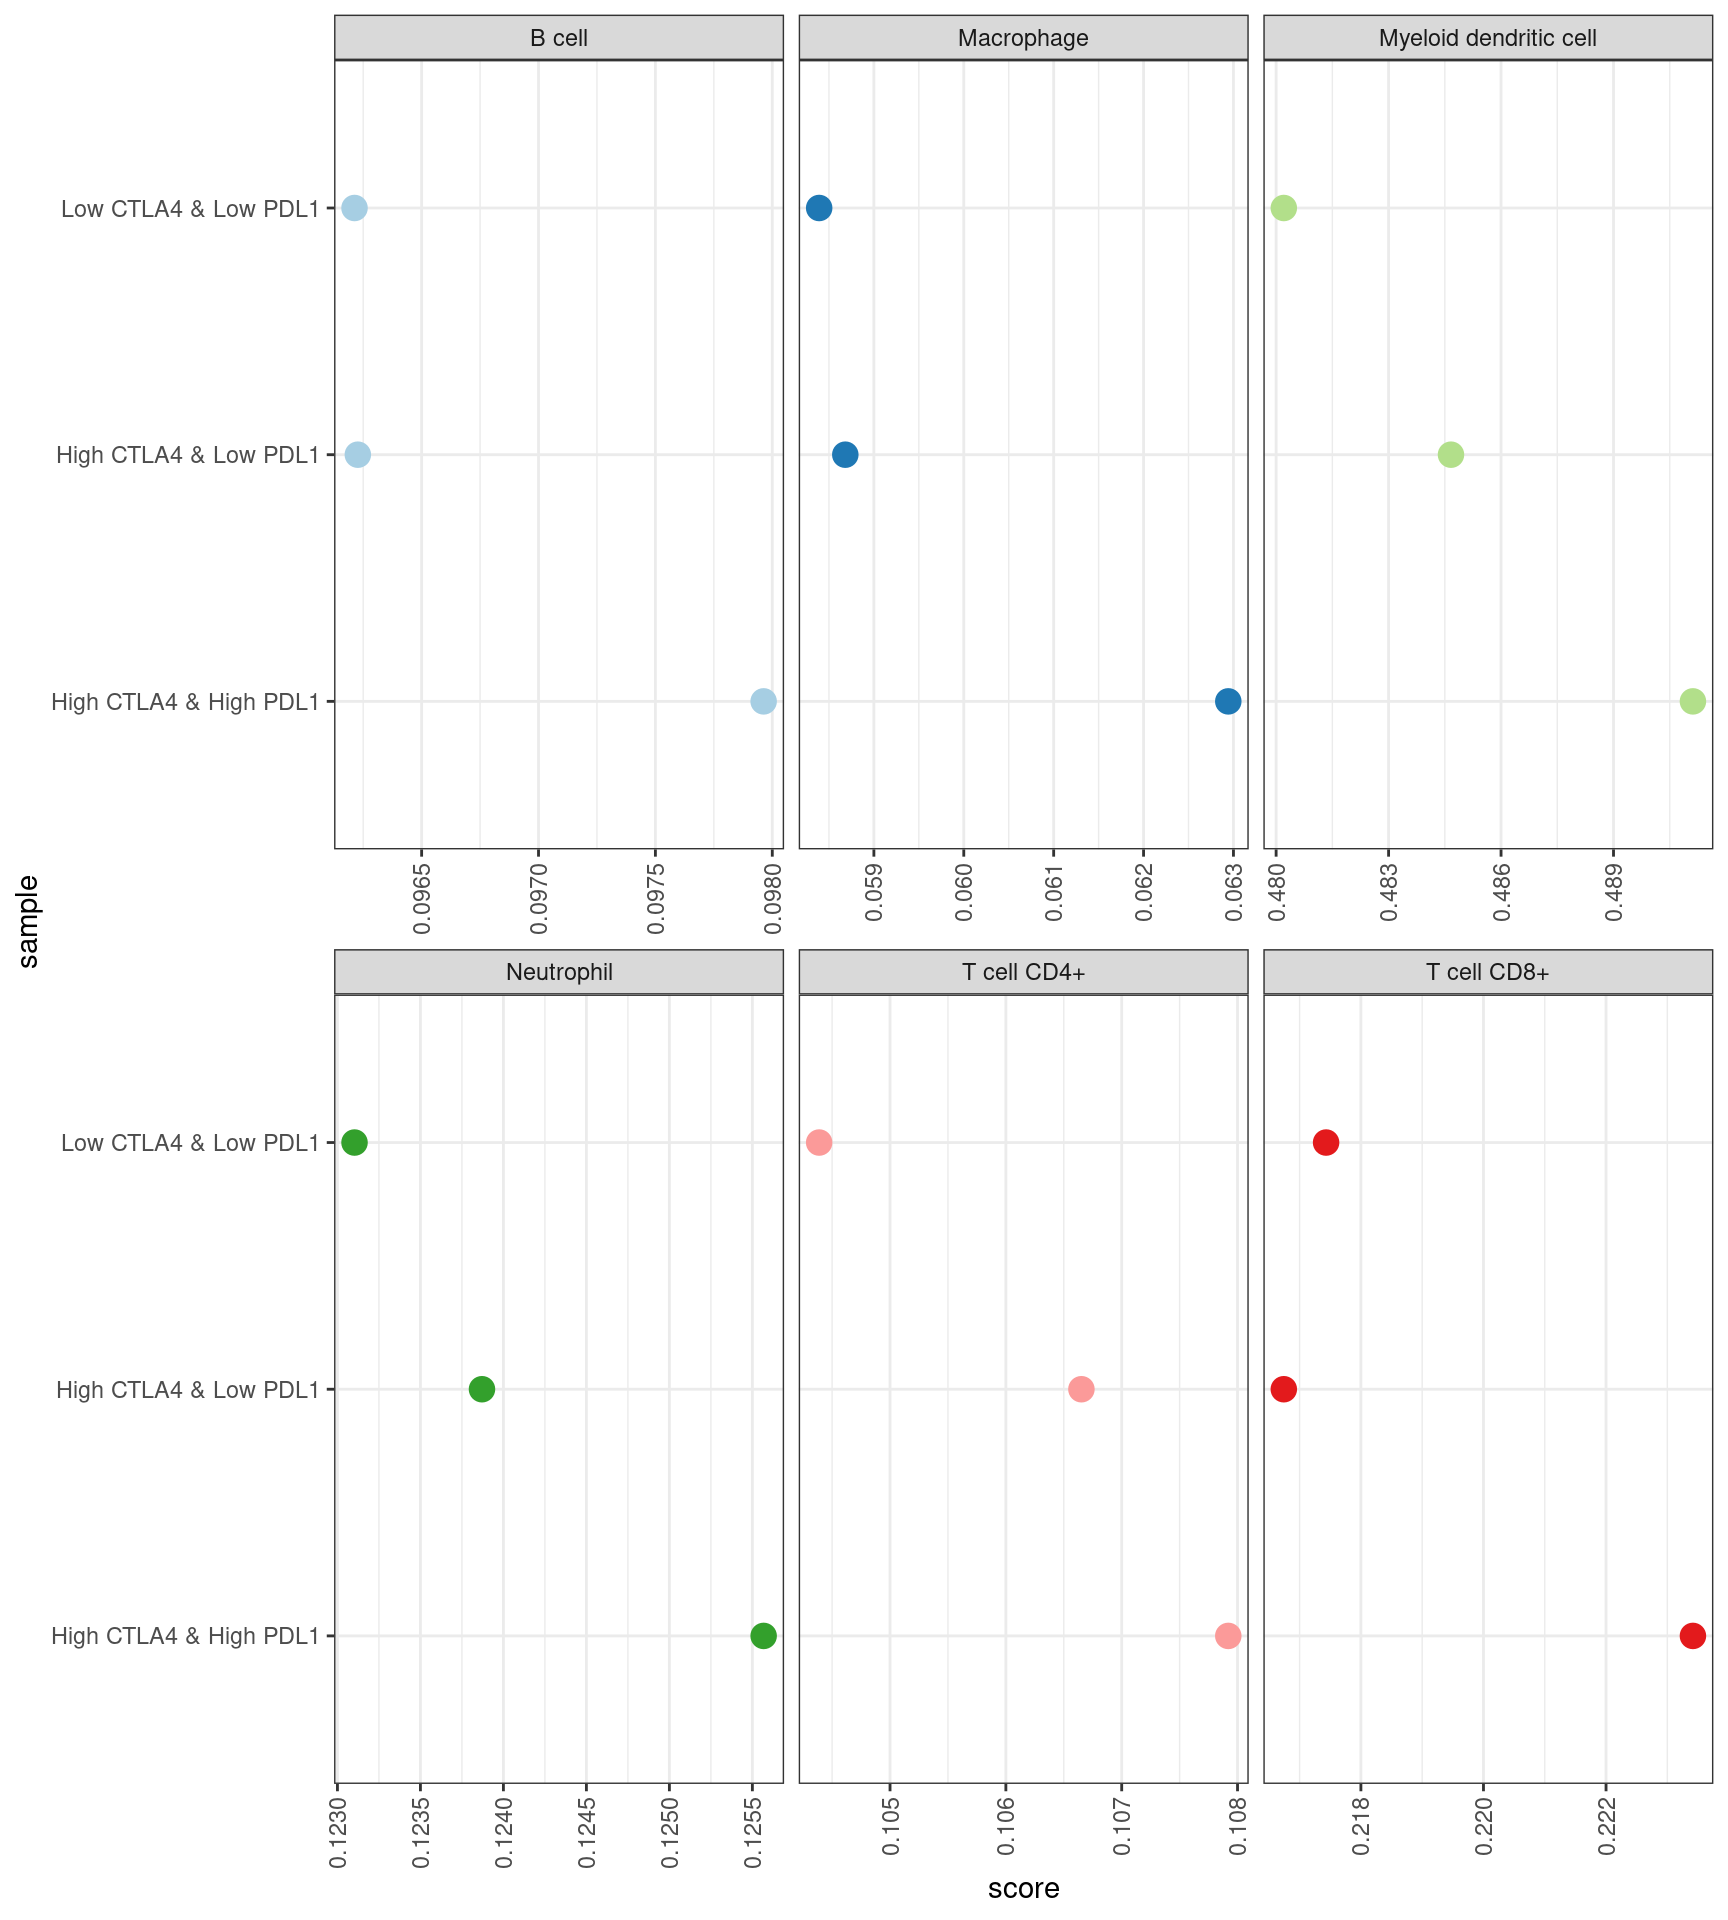 B cell
Macrophage
Myeloid dendritic cell
Low CTLA4 & Low PDL1
High CTLA4 & Low PDL1
High CTLA4 & High PDL1
0.0965
0.0970
0.0975
0.0980
0.059
0.060
0.061
0.062
0.063
0.480
0.483
0.486
0.489
sample
Neutrophil
T cell CD4+
T cell CD8+
Low CTLA4 & Low PDL1
High CTLA4 & Low PDL1
High CTLA4 & High PDL1
0.1230
0.1235
0.1240
0.1245
0.1250
0.1255
0.105
0.106
0.107
0.108
0.218
0.220
0.222
score